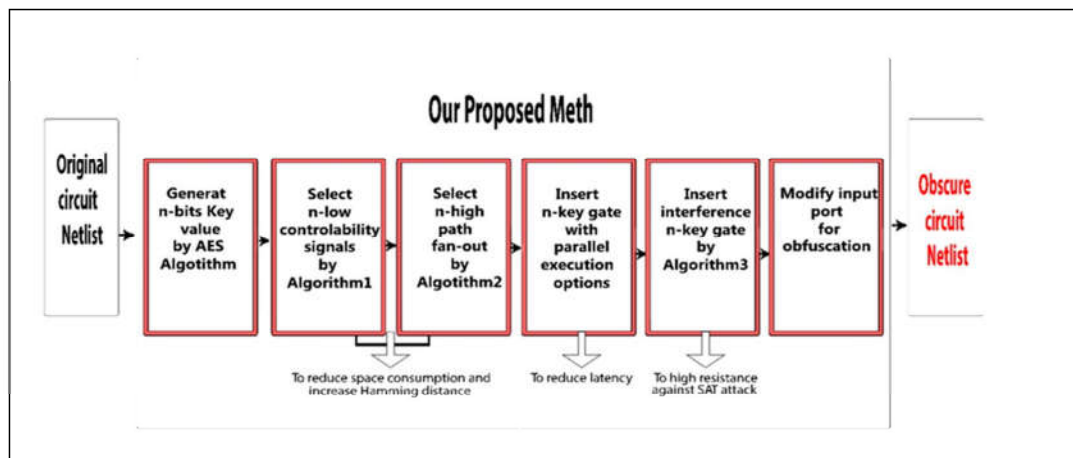 Our Proposed Meth
Original
circuit
Netlist
Generat
n-bits Key
value
by AES
Algotithm
Select
n-low
controlability
signals
by
Algorithm1
Select
n-high
path
fan-out
by
Algotithm2
Insert
n-key gate
with
parallel
execution
options
Insert
interference
n-key gate
by
Algorithm3
Modify input
port
for
obfuscation
Obscure
circuit
Netlist
To reduce space consumption and
increase Hamming distance
To reduce latency
To high resistance
against SAT attack